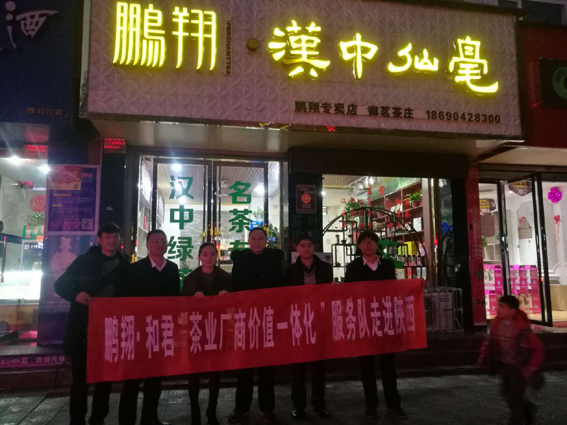 鵬翔·漢中仙毫
鹏翔专卖店 御茗茶庄 18690428300
汉中绿
名茶
鹏翔·和君“茶业厂商价值一体化”服务队走进陕西
酒